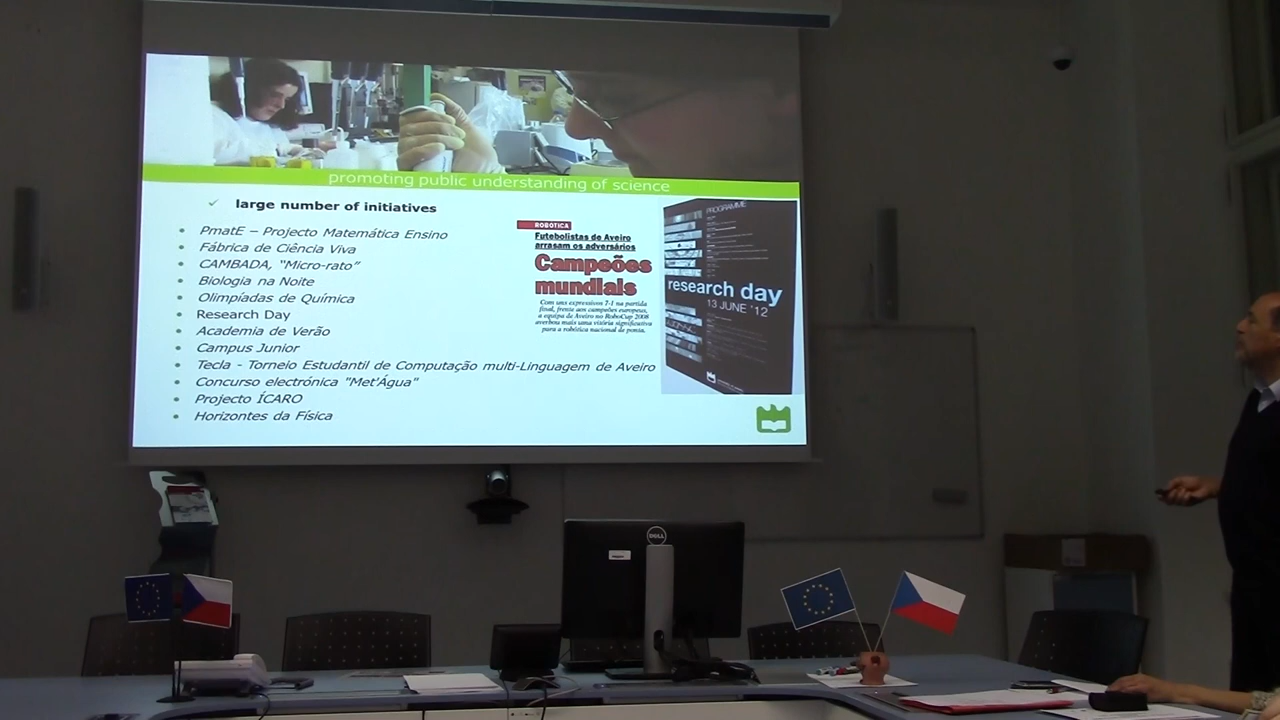 promoting public understanding of science
✓ large number of initiatives
• PmatE – Projecto Matemática Ensino
• Fábrica de Ciência Viva
• CAMBADA, “Micro-rato”
• Biologia na Noite
• Olimpíadas de Química
• Research Day
• Academia de Verão
• Campus Junior
• Tecla - Torneio Estudantil de Computação multi-Linguagem de Aveiro
• Concurso electrónica "Met'Água"
• Projecto ÍCARO
• Horizontes da Física
ROBÓTICA
Futebolistas de Aveiro
arrasam os adversários
Campeões
mundiais
Com uns expressivos 7-1 na partida
final, frente aos campeões europeus,
a equipa de Aveiro no RoboCup 2008
averbou mais uma vitória significativa
para a robótica nacional de ponta.
PROGRAMME
research day
13 JUNE '12
DELL